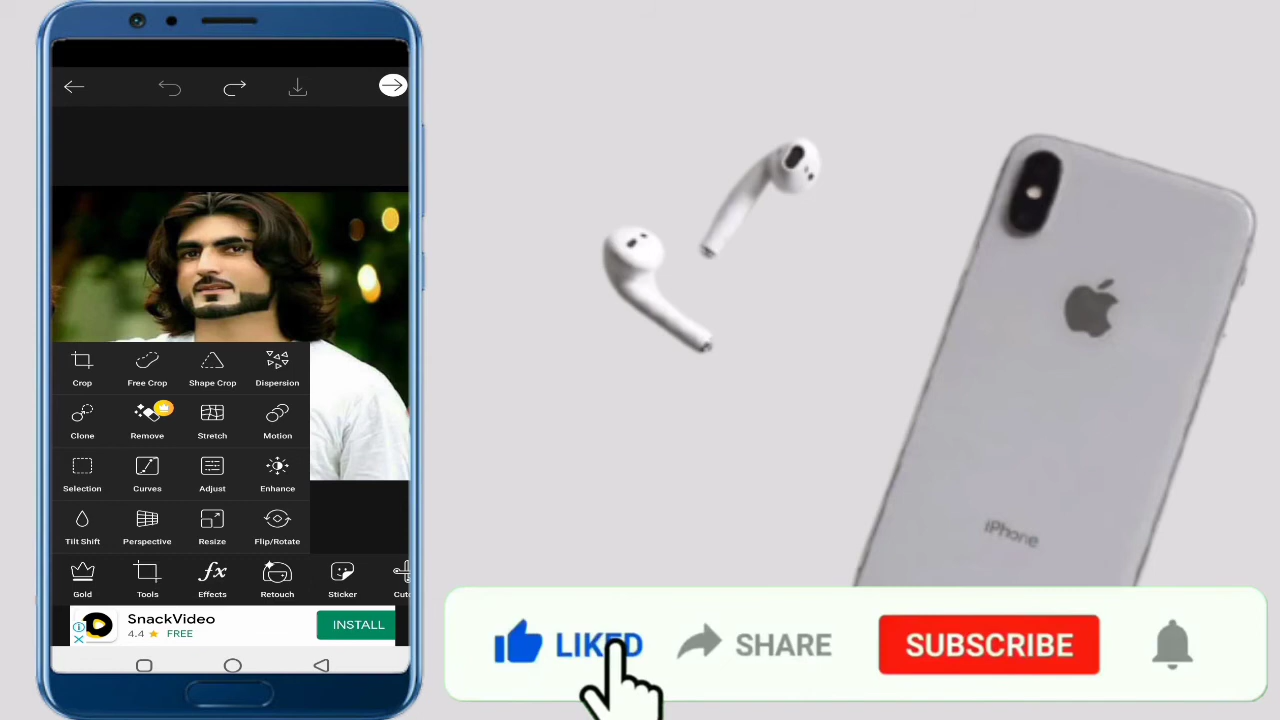 Crop Free Crop Shape Crop Dispersion
Clone Remove Stretch Motion
Selection Curves Adjust Enhance
Tilt Shift Perspective Resize Flip/Rotate
Gold Tools Effects Retouch Sticker
SnackVideo
4.4 FREE
INSTALL
iPhone
LIKED SHARE SUBSCRIBE